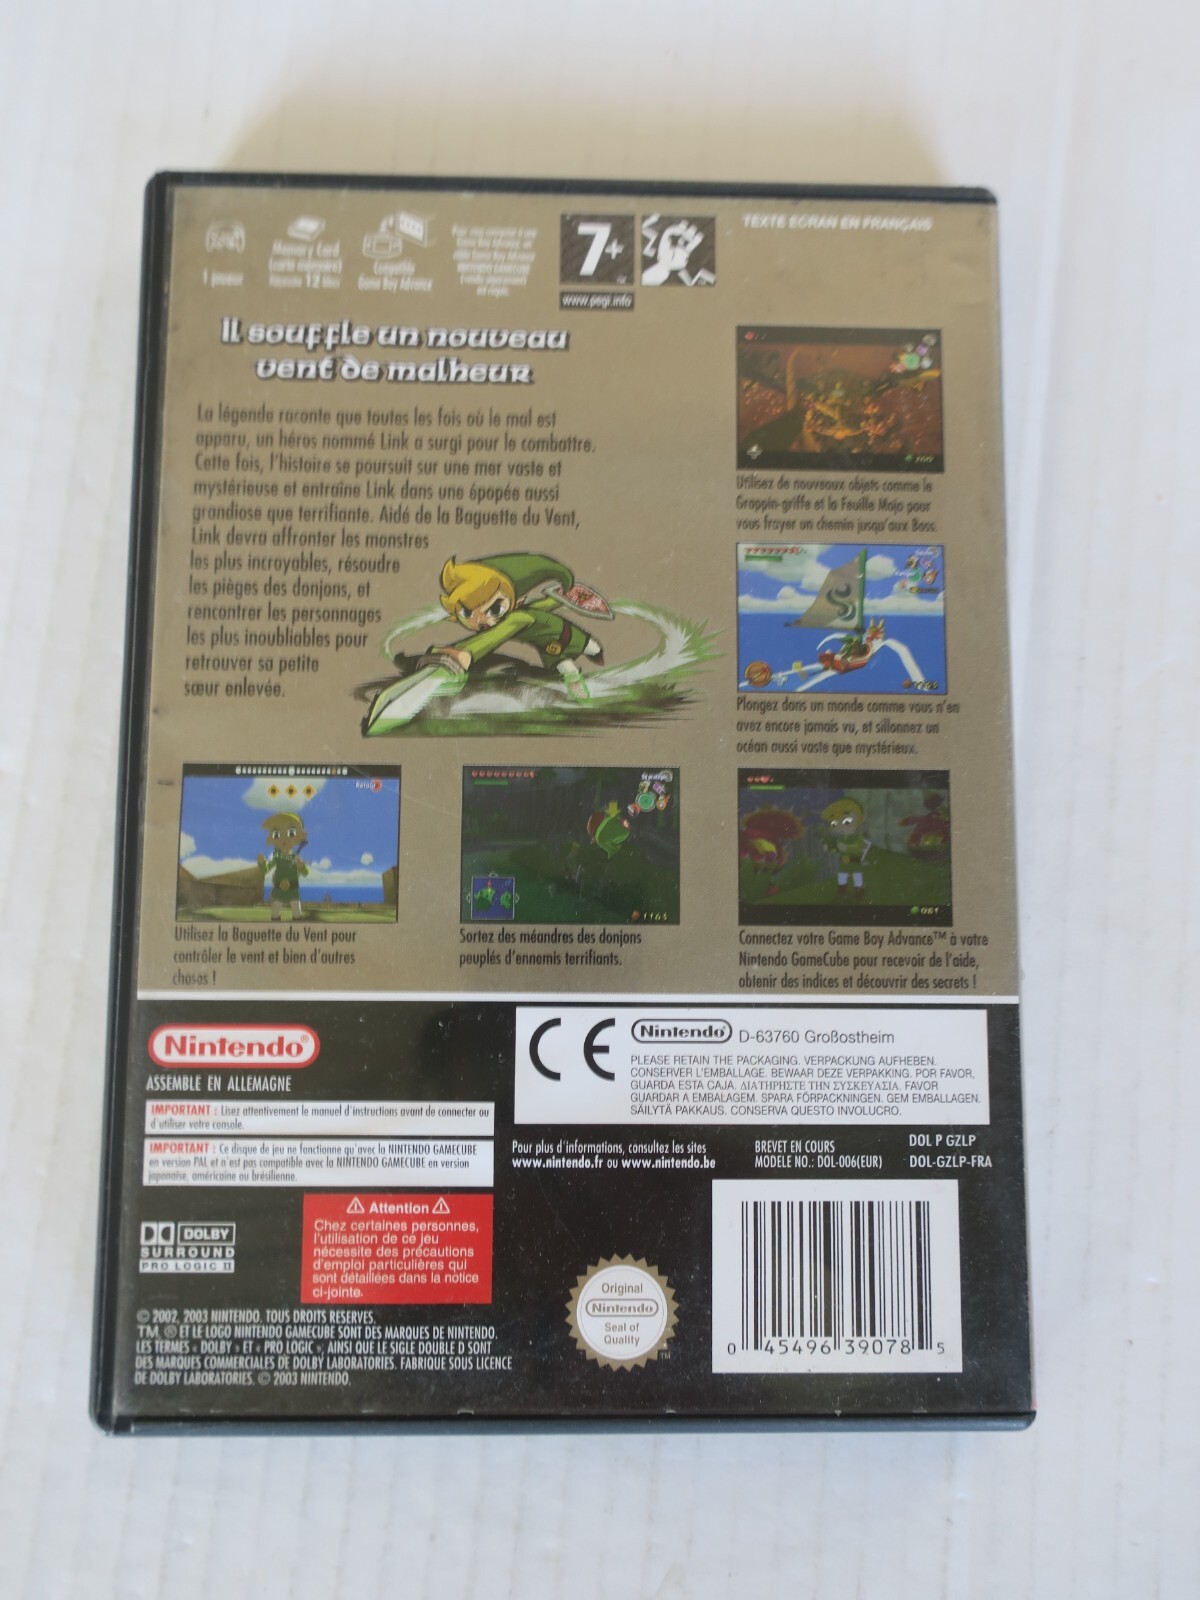 1 joueur
Memory Card
(carte mémoire)
Nécessite 12 blocs
Compatible
Game Boy Advance
7+
www.pegi.info
TEXTE ECRAN EN FRANÇAIS
Il souffle un nouveau
vent de malheur
La légende raconte que toutes les fois où le mal est
apparu, un héros nommé Link a surgi pour le combattre.
Cette fois, l'histoire se poursuit sur une mer vaste et
mystérieuse et entraîne Link dans une épopée aussi
grandiose que terrifiante. Aidé de la Baguette du Vent,
Link devra affronter les monstres
les plus incroyables, résoudre
les pièges des donjons, et
rencontrer les personnages
les plus inoubliables pour
retrouver sa petite
sœur enlevée.
Utilisez de nouveaux objets comme le
Grappin-griffe et la Feuille Mojo pour
vous frayer un chemin jusqu'aux Boss.
Plongez dans un monde comme vous n'en
avez encore jamais vu, et sillonnez un
océan aussi vaste que mystérieux.
Retour
Utilisez la Baguette du Vent pour
contrôler le vent et bien d'autres
choses !
Sortez des méandres des donjons
peuplés d'ennemis terrifiants.
Connectez votre Game Boy Advance™ à votre
Nintendo GameCube pour recevoir de l'aide,
obtenir des indices et découvrir des secrets !
Nintendo®
ASSEMBLE EN ALLEMAGNE
IMPORTANT : Lisez attentivement le manuel d'instructions avant de connecter ou
d'utiliser votre console.
IMPORTANT : Ce disque de jeu ne fonctionne qu'avec la NINTENDO GAMECUBE
en version PAL et n'est pas compatible avec la NINTENDO GAMECUBE en version
japonaise, américaine ou brésilienne.
CE
Nintendo® D-63760 Großostheim
PLEASE RETAIN THE PACKAGING. VERPACKUNG AUFHEBEN.
CONSERVER L'EMBALLAGE. BEWAAR DEZE VERPAKKING. POR FAVOR,
GUARDA ESTA CAJA. ΔΙΑΤΗΡΗΣΤΕ ΤΗΝ ΣΥΣΚΕΥΑΣΙΑ. FAVOR
GUARDAR A EMBALAGEM. SPARA FÖRPACKNINGEN. GEM EMBALLAGEN.
SÄILYTÄ PAKKAUS. CONSERVA QUESTO INVOLUCRO.
Pour plus d'informations, consultez les sites
www.nintendo.fr ou www.nintendo.be
BREVET EN COURS
MODELE NO.: DOL-006(EUR)
DOL P GZLP
DOL-GZLP-FRA
⚠ Attention ⚠
Chez certaines personnes,
l'utilisation de ce jeu
nécessite des précautions
d'emploi particulières qui
sont détaillées dans la notice
ci-jointe.
DOLBY
SURROUND
PRO LOGIC II
© 2002, 2003 NINTENDO. TOUS DROITS RESERVES.
TM, ® ET LE LOGO NINTENDO GAMECUBE SONT DES MARQUES DE NINTENDO.
LES TERMES « DOLBY » ET « PRO LOGIC », AINSI QUE LE SIGLE DOUBLE D SONT
DES MARQUES COMMERCIALES DE DOLBY LABORATORIES. FABRIQUE SOUS LICENCE
DE DOLBY LABORATORIES. © 2003 NINTENDO.
Original
Nintendo
Seal of
Quality
TM
0 45496 39078 5